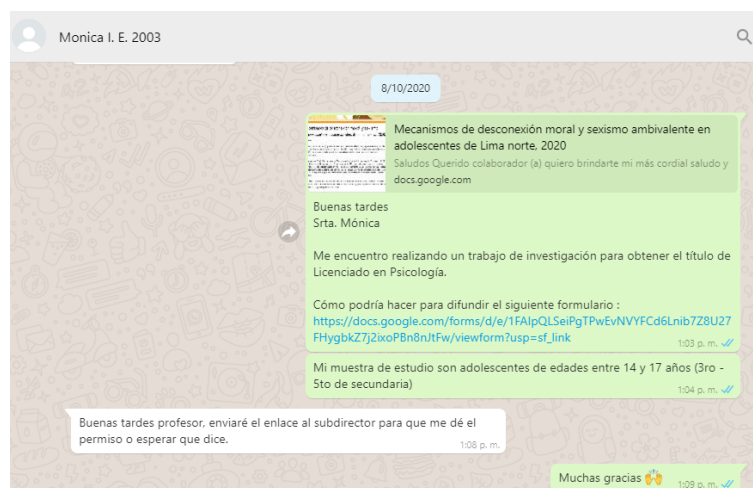 Monica I. E. 2003
8/10/2020
Mecanismos de desconexión moral y sexismo ambivalente en
adolescentes de Lima norte, 2020
Saludos Querido colaborador (a) quiero brindarte mi más cordial saludo y
docs.google.com
Buenas tardes
Srta. Mónica
Me encuentro realizando un trabajo de investigación para obtener el título de
Licenciado en Psicología.
Cómo podría hacer para difundir el siguiente formulario :
https://docs.google.com/forms/d/e/1FAIpQLSeiPgTPwEvNVYFCd6Lnib7Z8U27
FHygbkZ7j2ixoPBn8nJtFw/viewform?usp=sf_link
1:03 p. m.
Mi muestra de estudio son adolescentes de edades entre 14 y 17 años (3ro -
5to de secundaria)
1:04 p. m.
Buenas tardes profesor, enviaré el enlace al subdirector para que me dé el
permiso o esperar que dice.
1:08 p. m.
Muchas gracias 🙌
1:09 p. m.